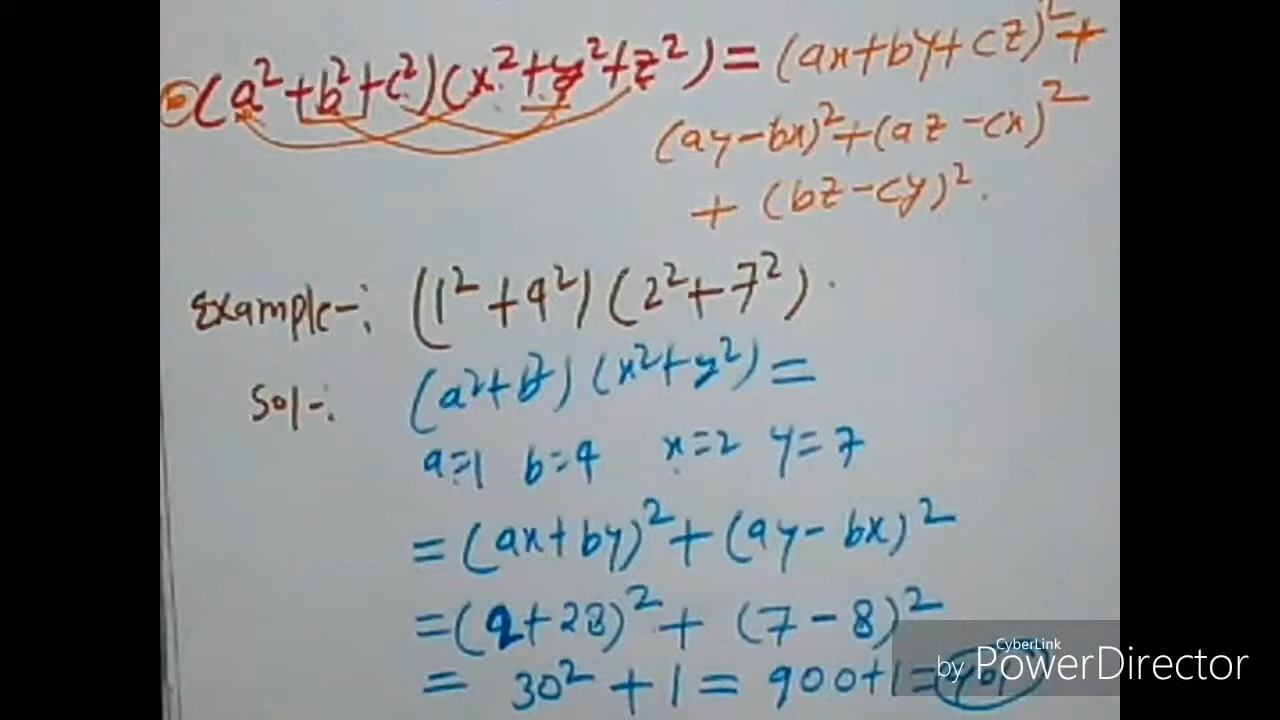 (a²+b²+c²)(x²+y²+z²) = (ax+by+cz)²+
(ay-bx)²+(az-cx)²
+ (bz-cy)².
Example-: (1²+4²)(2²+7²).
Sol-: (a²+b²)(x²+y²)=
a=1 b=4 x=2 y=7
=(ax+by)²+(ay-bx)²
=(2+28)²+(7-8)²
= 30²+1=900+1=901
CyberLink
by PowerDirector